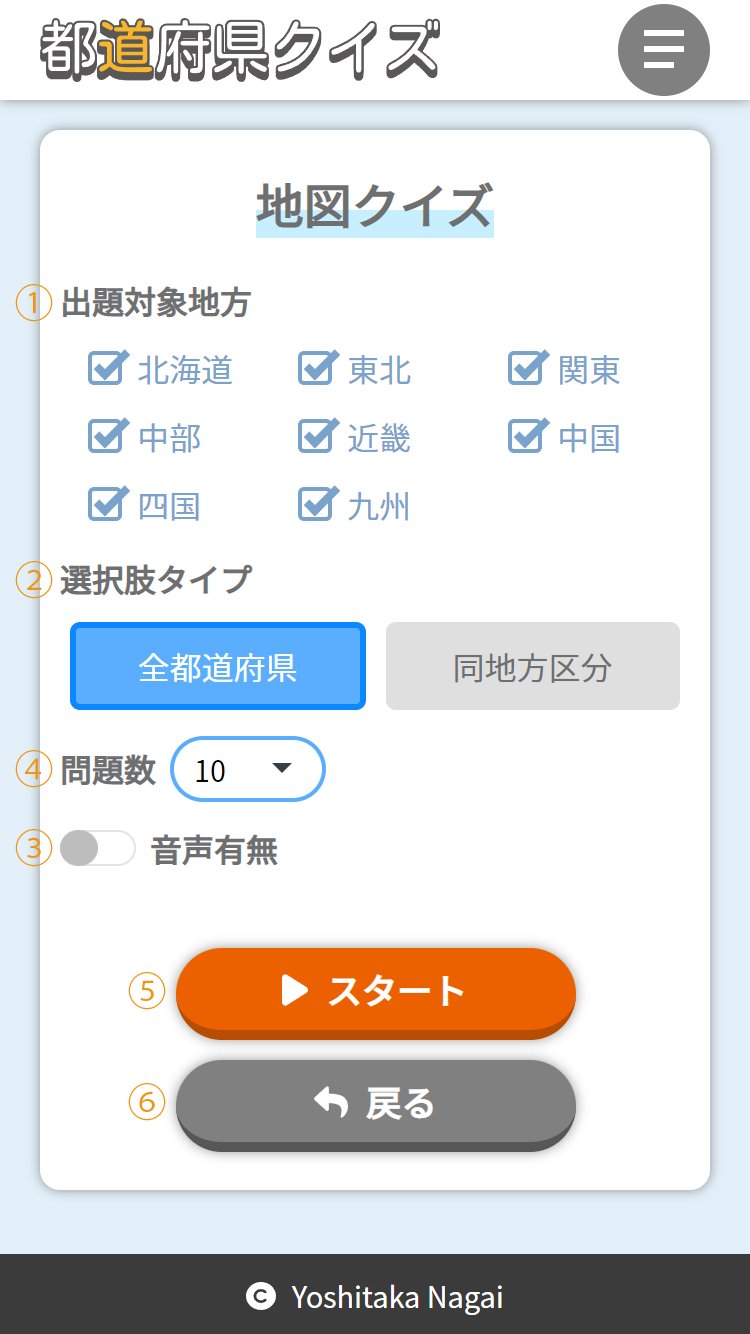 都道府県クイズ
地図クイズ
① 出題対象地方
北海道 東北 関東
中部 近畿 中国
四国 九州
② 選択肢タイプ
全都道府県 同地方区分
④ 問題数 10
③ 音声有無
⑤ スタート
⑥ 戻る
© Yoshitaka Nagai